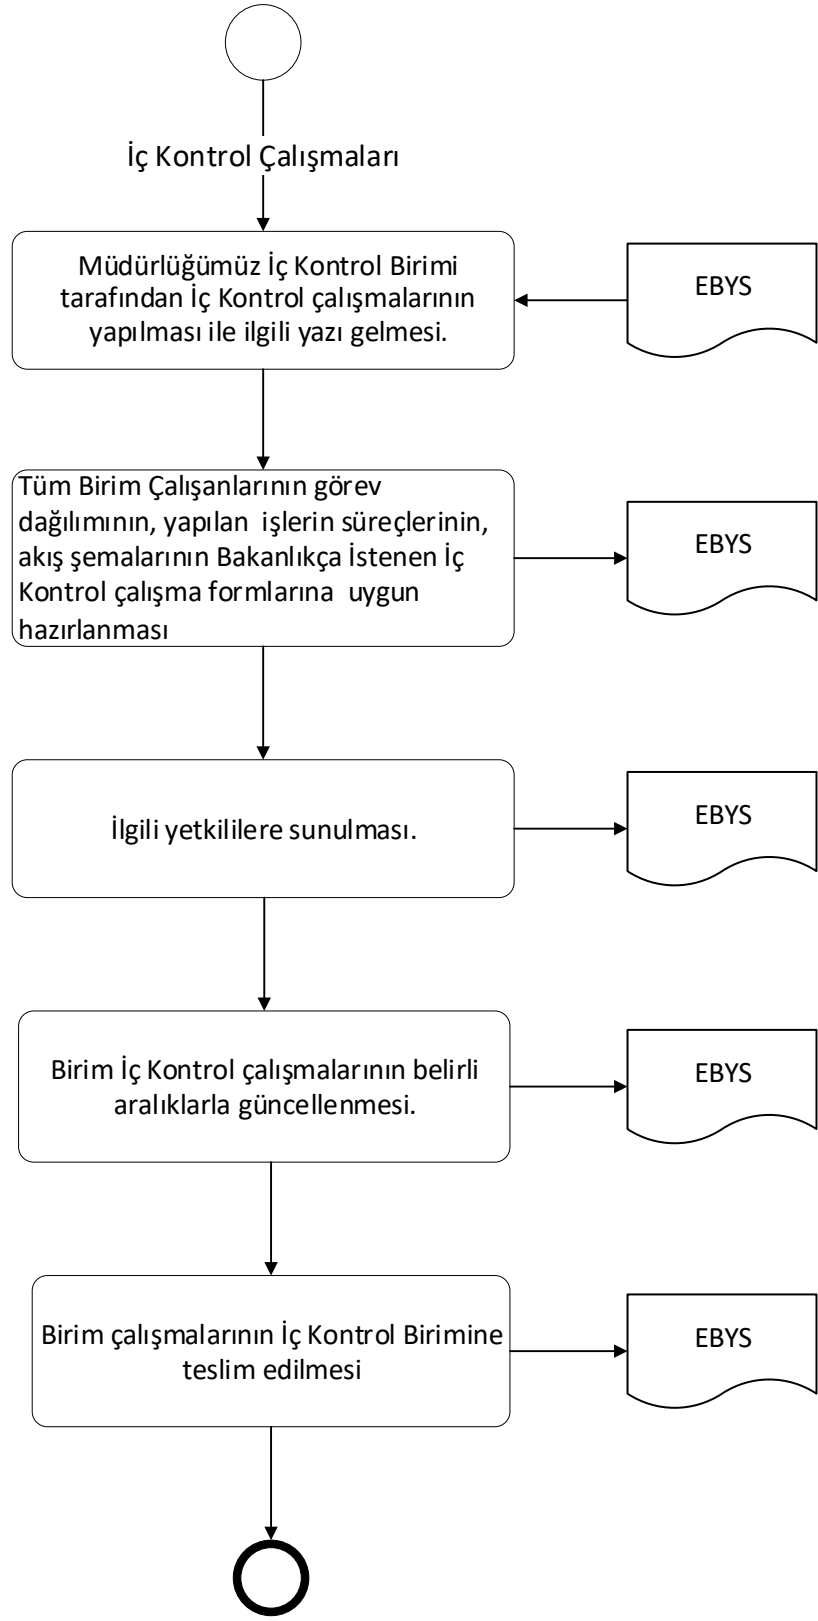 İç Kontrol Çalışmaları
Müdürlüğümüz İç Kontrol Birimi
tarafından İç Kontrol çalışmalarının
yapılması ile ilgili yazı gelmesi.
EBYS
Tüm Birim Çalışanlarının görev
dağılımının, yapılan  işlerin süreçlerinin,
akış şemalarının Bakanlıkça İstenen İç
Kontrol çalışma formlarına  uygun
hazırlanması
EBYS
İlgili yetkililere sunulması.
EBYS
Birim İç Kontrol çalışmalarının belirli
aralıklarla güncellenmesi.
EBYS
Birim çalışmalarının İç Kontrol Birimine
teslim edilmesi
EBYS